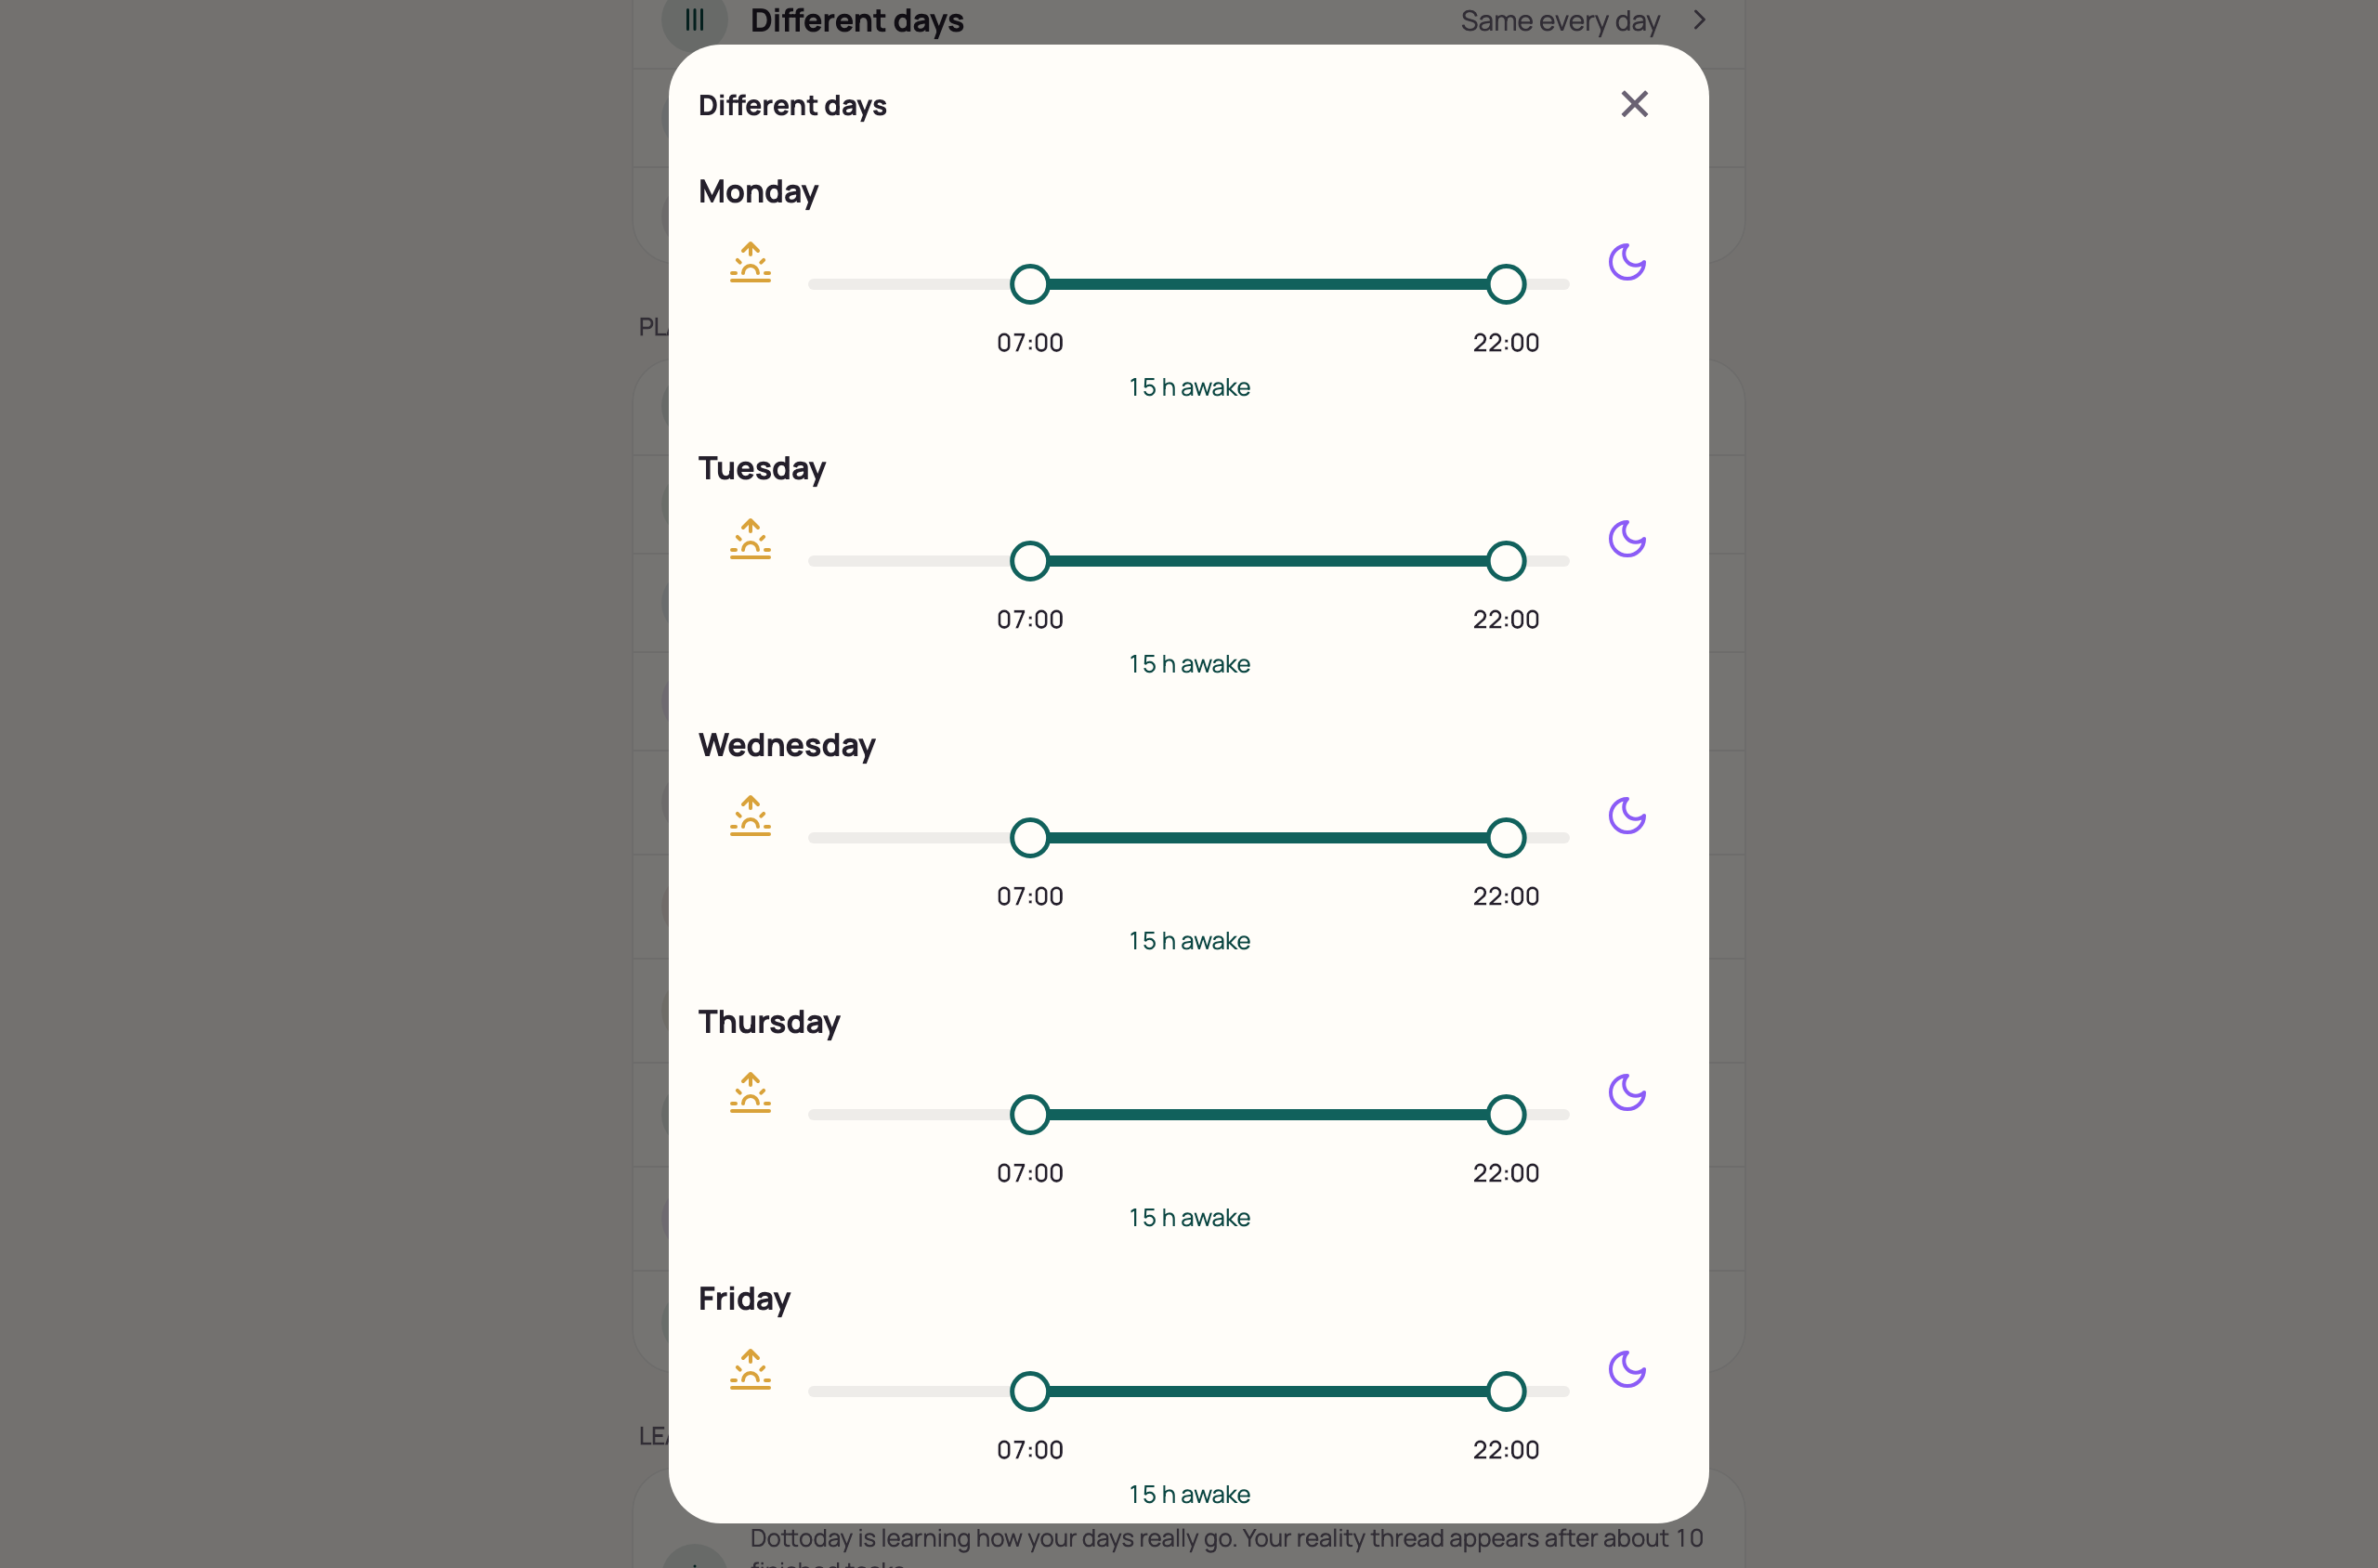 Different days
Same every day
Different days
Monday
07:00
22:00
15 h awake
Tuesday
07:00
22:00
15 h awake
Wednesday
07:00
22:00
15 h awake
Thursday
07:00
22:00
15 h awake
Friday
07:00
22:00
15 h awake
Dottoday is learning how your days really go. Your reality thread appears after about 10